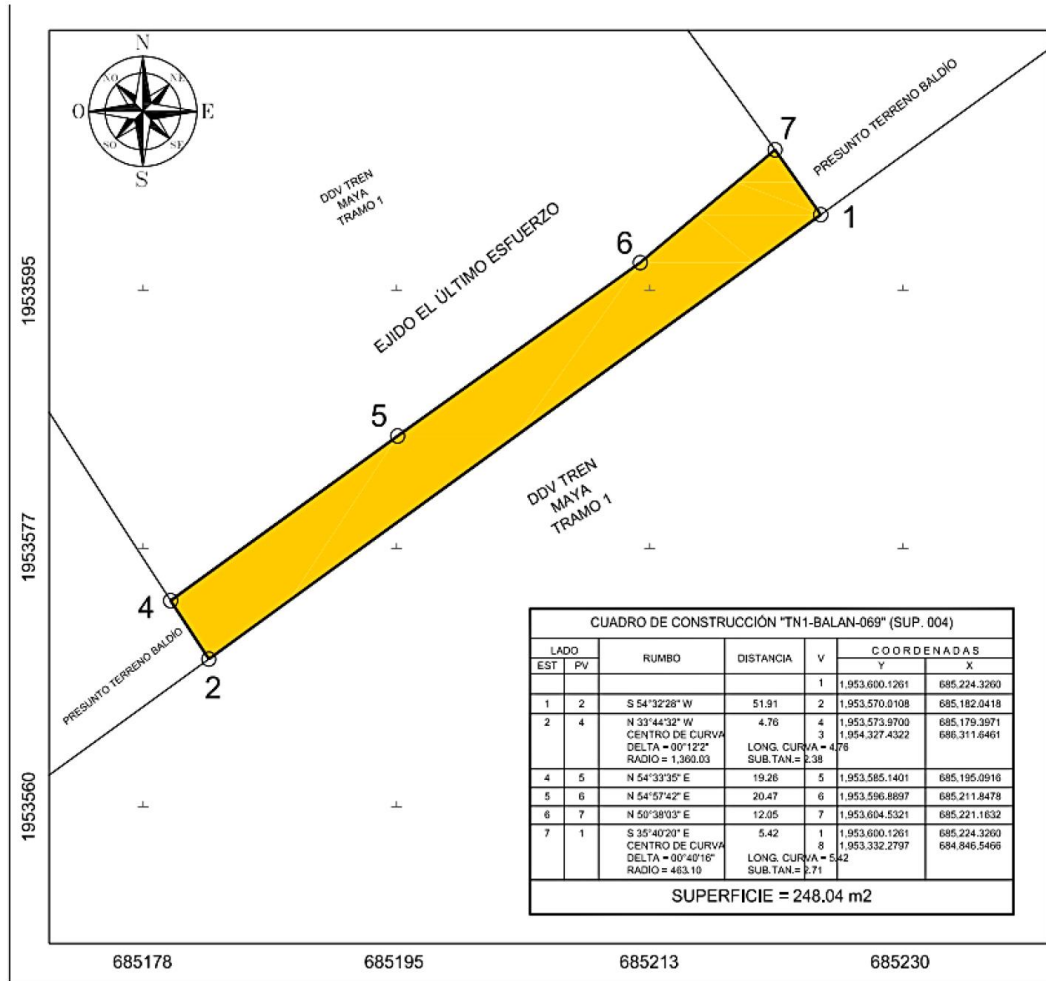 N
NO NE
O E
SO SE
S
7
PRESUNTO TERRENO BALDÍO
1
DDV TREN
MAYA
TRAMO 1
EJIDO EL ÚLTIMO ESFUERZO
6
1953595
5
DDV TREN
MAYA
TRAMO 1
1953577
4
PRESUNTO TERRENO BALDÍO
2
1953560
CUADRO DE CONSTRUCCIÓN "TN1-BALAN-069" (SUP. 004)
LADO RUMBO DISTANCIA V COORDENADAS
EST PV Y X
1 1,953,600.1261 685,224.3260
1 2 S 54°32'28" W 51.91 2 1,953,570.0108 685,182.0418
2 4 N 33°44'32" W 4.76 4 1,953,573.9700 685,179.3971
CENTRO DE CURVA 3 1,954,327.4322 686,311.6461
DELTA = 00°12'2" LONG. CURVA = 4.76
RADIO = 1,360.03 SUB.TAN.= 2.38
4 5 N 54°33'35" E 19.26 5 1,953,585.1401 685,195.0916
5 6 N 54°57'42" E 20.47 6 1,953,596.8897 685,211.8478
6 7 N 50°38'03" E 12.05 7 1,953,604.5321 685,221.1632
7 1 S 35°40'20" E 5.42 1 1,953,600.1261 685,224.3260
CENTRO DE CURVA 8 1,953,332.2797 684,846.5466
DELTA = 00°40'16" LONG. CURVA = 5.42
RADIO = 463.10 SUB.TAN.= 2.71
SUPERFICIE = 248.04 m2
685178 685195 685213 685230